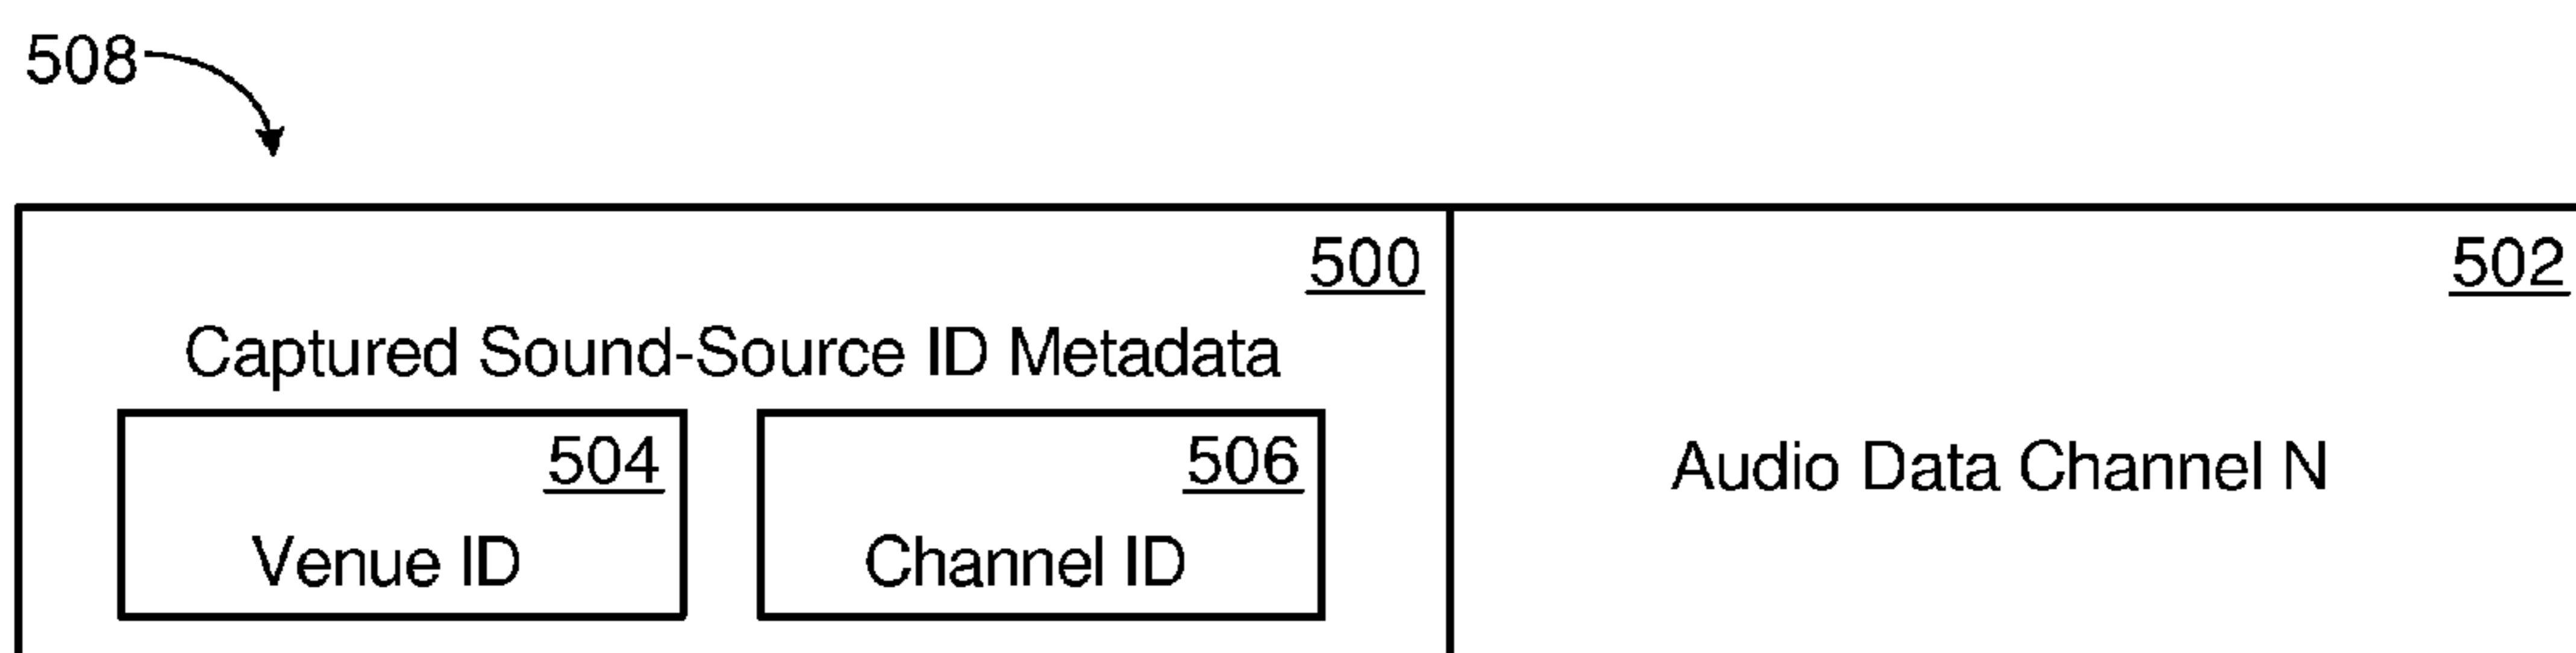 508
500
502
Captured Sound-Source ID Metadata
504
506
Audio Data Channel N
Venue ID
Channel ID